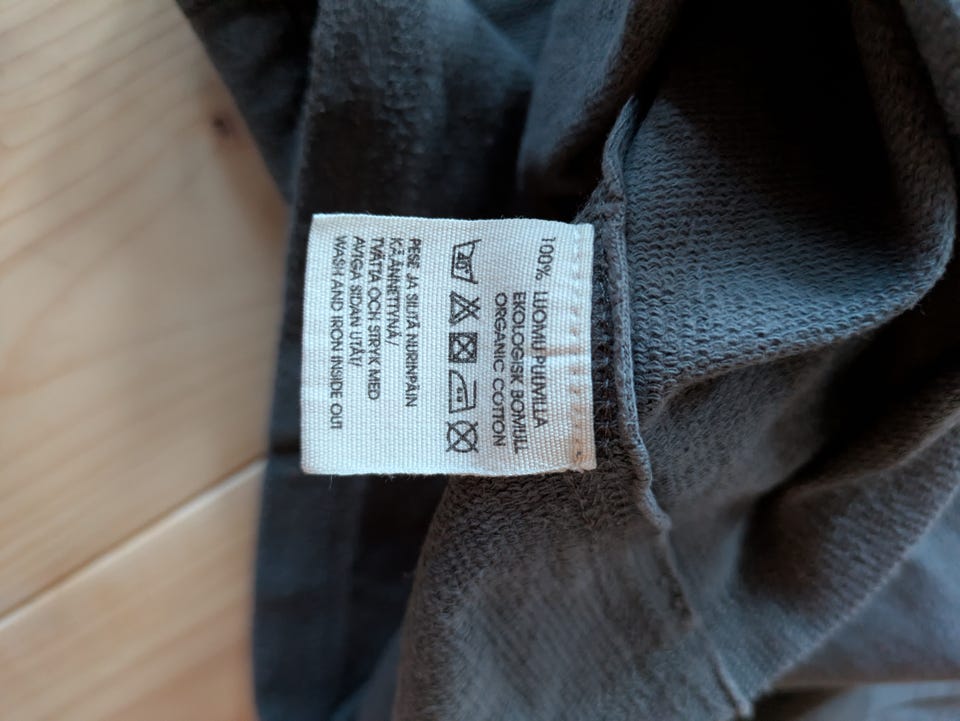 100% LUOMUPUUVILLA
EKOLOGISK BOMULL
ORGANIC COTTON
PESE JA SILITÄ NURINPÄIN
KÄÄNNETTYNÄ/
TVÄTTA OCH STRYK MED
AVIGA SIDAN UTÅT/
WASH AND IRON INSIDE OUT